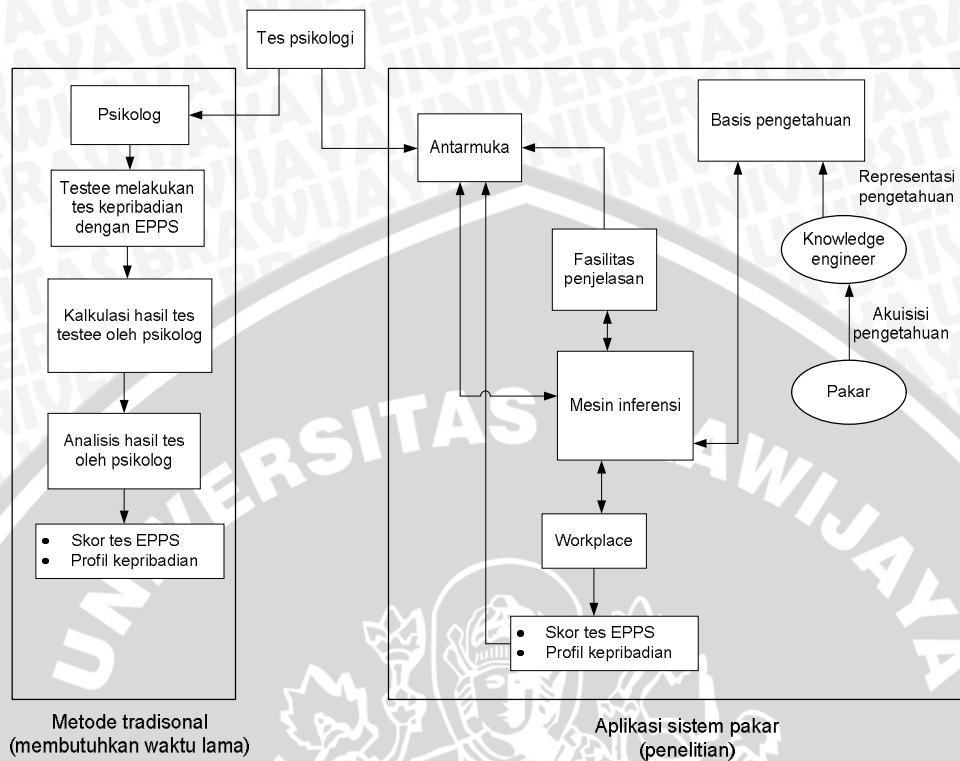 Tes psikologi
Psikolog
Testee melakukan
tes kepribadian
dengan EPPS
Kalkulasi hasil tes
testee oleh psikolog
Analisis hasil tes
oleh psikolog
• Skor tes EPPS
• Profil kepribadian
Metode tradisonal
(membutuhkan waktu lama)
Antarmuka
Basis pengetahuan
Representasi
pengetahuan
Knowledge
engineer
Fasilitas
penjelasan
Akuisisi
pengetahuan
Pakar
Mesin inferensi
Workplace
• Skor tes EPPS
• Profil kepribadian
Aplikasi sistem pakar
(penelitian)
UNIVERSITAS BRAWIJAYA